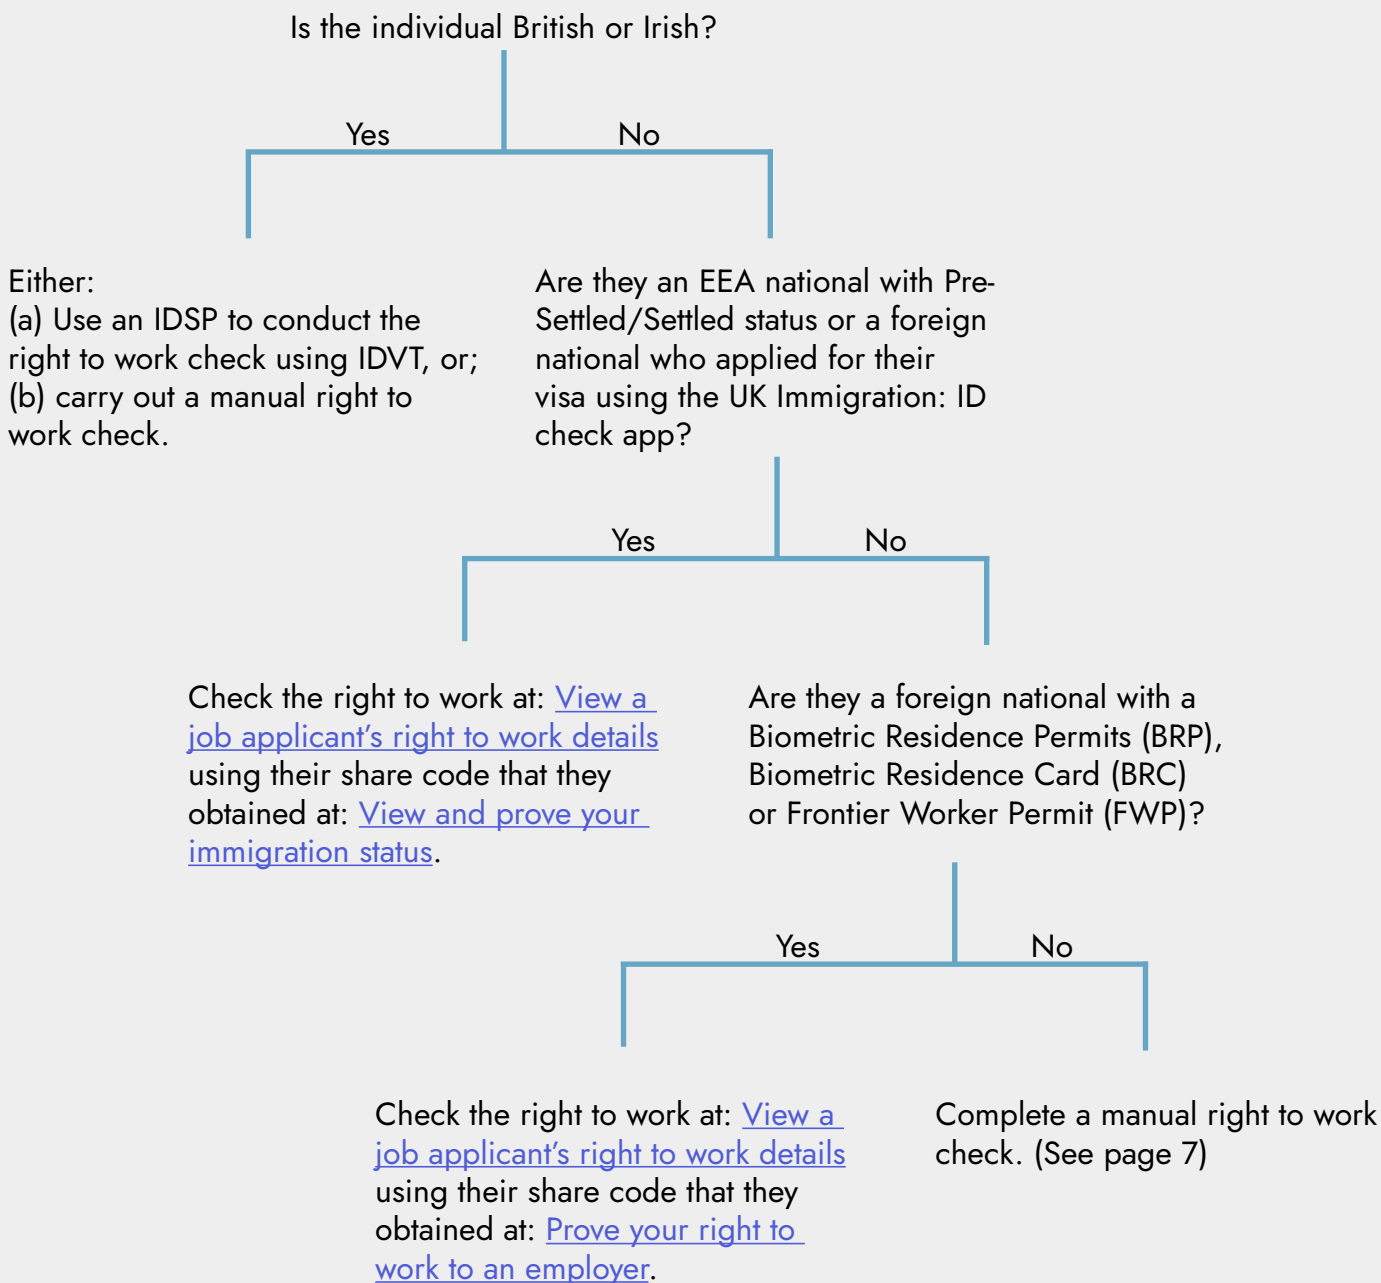 Is the individual British or Irish?
Yes
No
Either:
(a) Use an IDSP to conduct the
right to work check using IDVT, or;
(b) carry out a manual right to
work check.
Are they an EEA national with Pre-
Settled/Settled status or a foreign
national who applied for their
visa using the UK Immigration: ID
check app?
Yes
No
Check the right to work at: View a
job applicant’s right to work details
using their share code that they
obtained at: View and prove your
immigration status.
Are they a foreign national with a
Biometric Residence Permits (BRP),
Biometric Residence Card (BRC)
or Frontier Worker Permit (FWP)?
Yes
No
Check the right to work at: View a
job applicant’s right to work details
using their share code that they
obtained at: Prove your right to
work to an employer.
Complete a manual right to work
check. (See page 7)